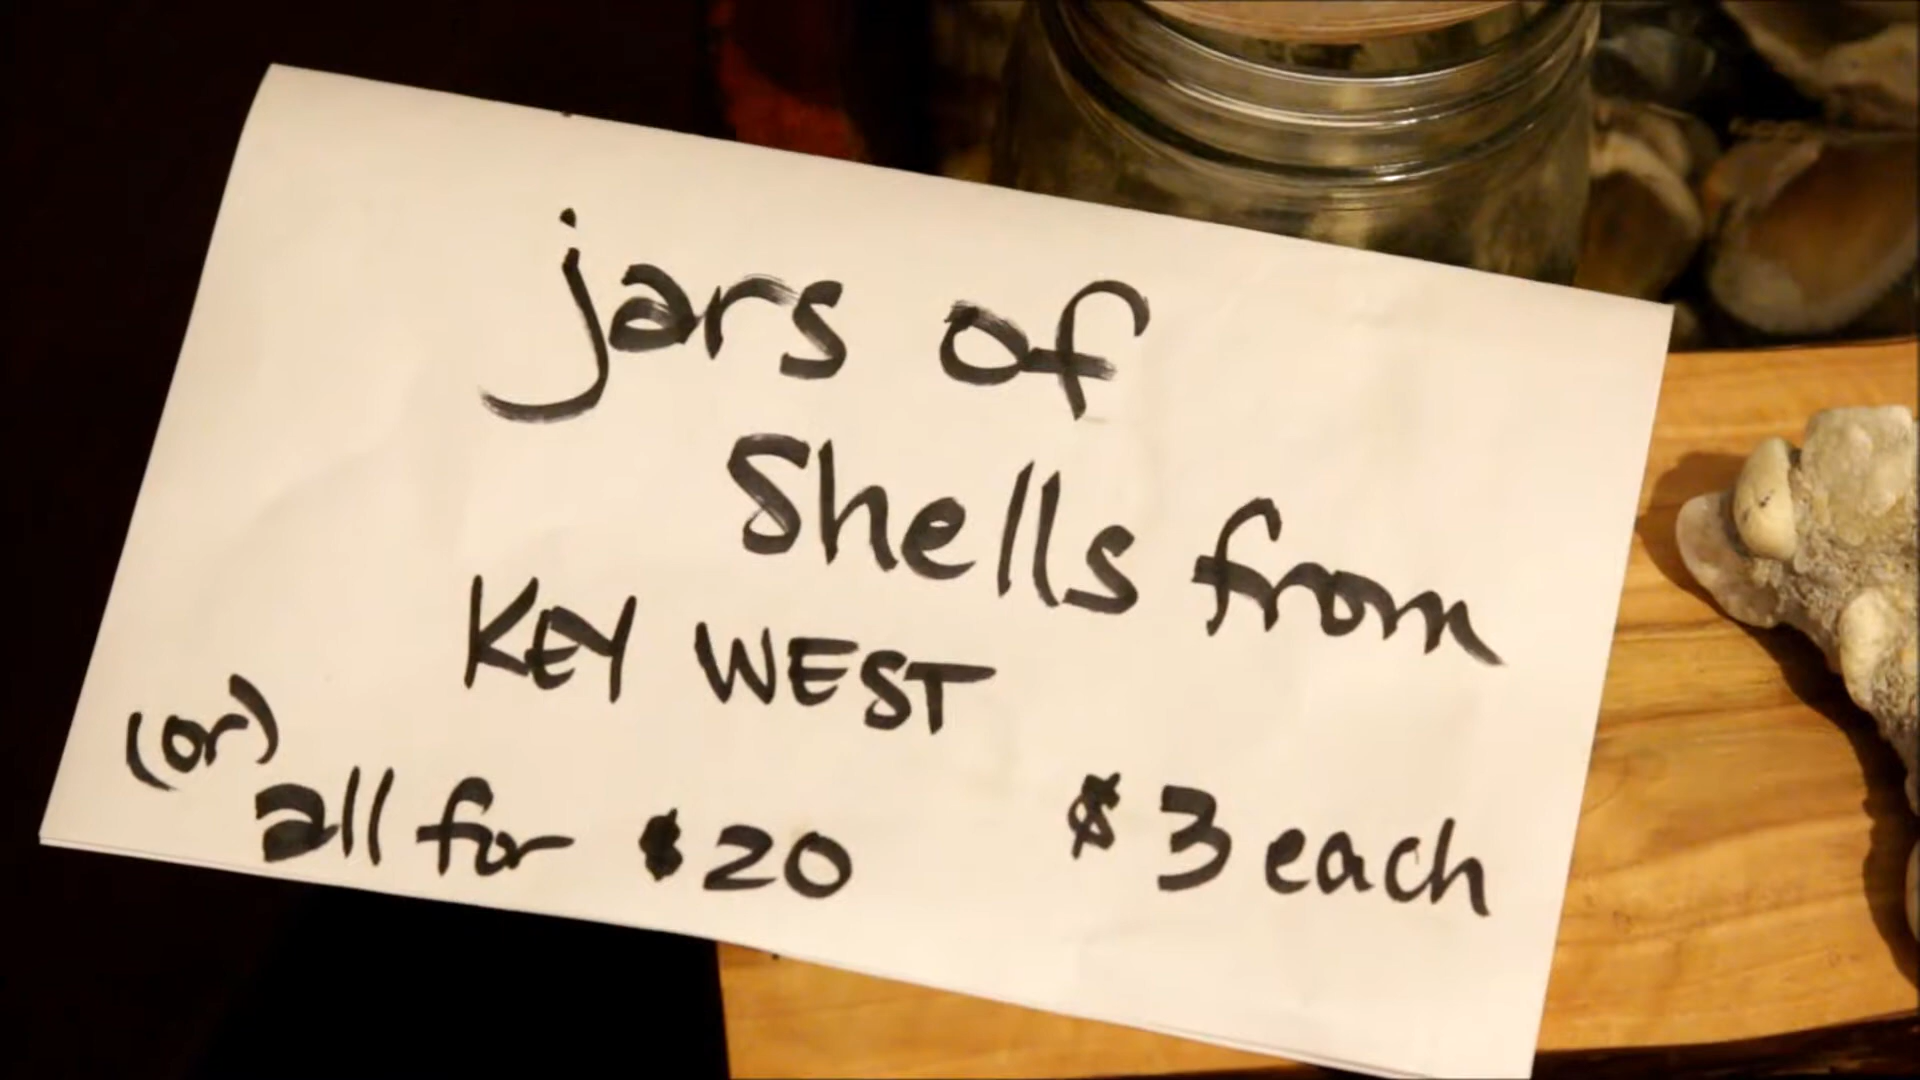 jars of
Shells from
KEY WEST
(or)
all for $20
$3 each